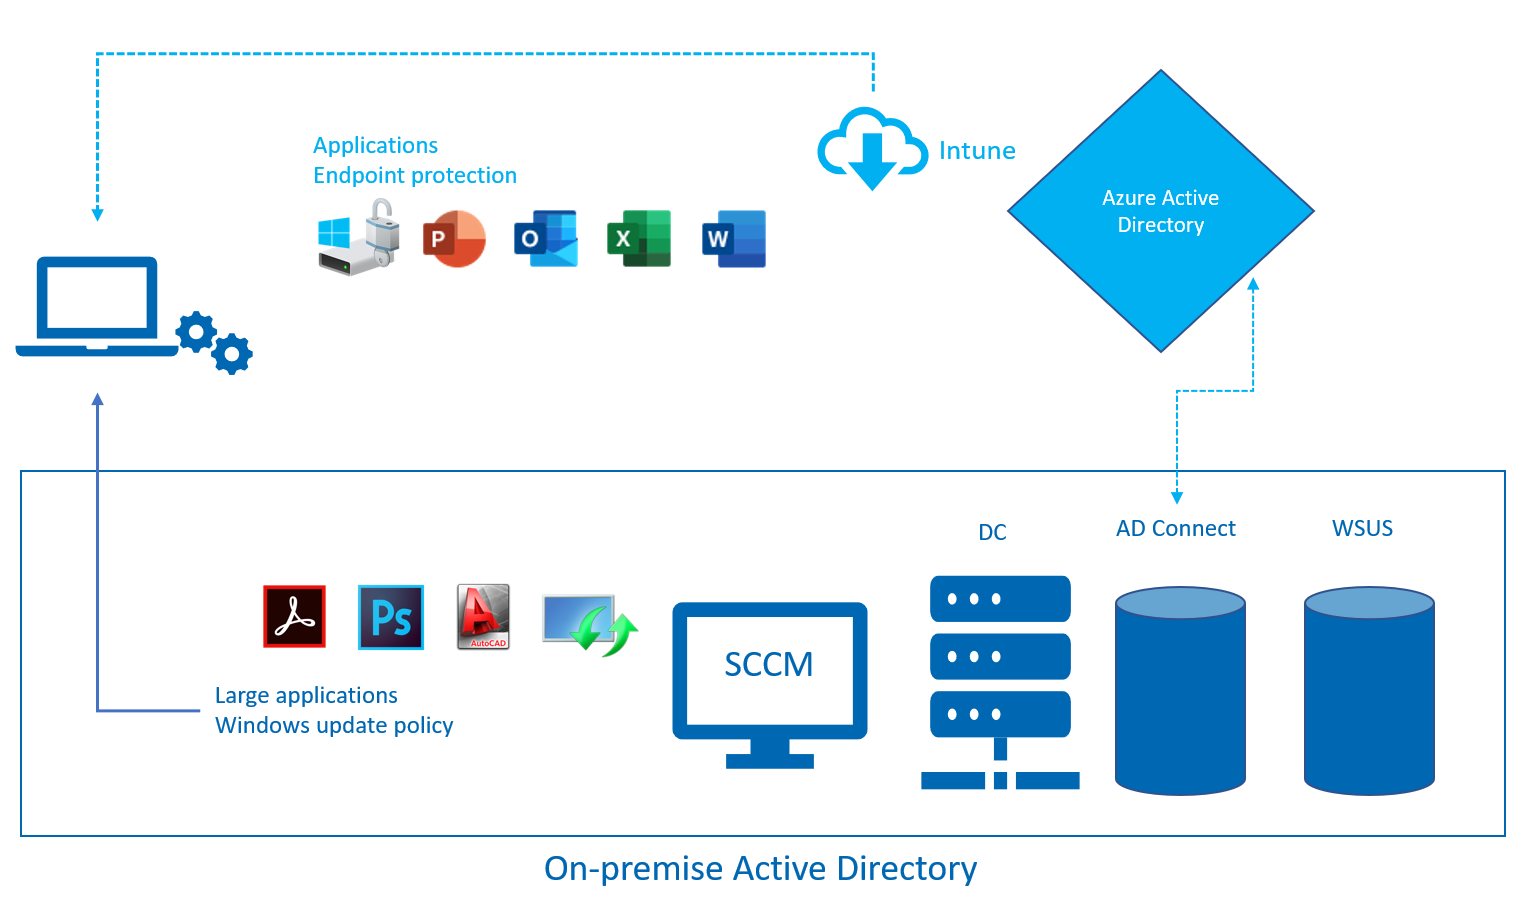 Applications
Endpoint protection
Intune
Azure Active
Directory
P
O
X
W
DC
AD Connect
WSUS
Ps
A
AutoCAD
SCCM
Large applications
Windows update policy
On-premise Active Directory